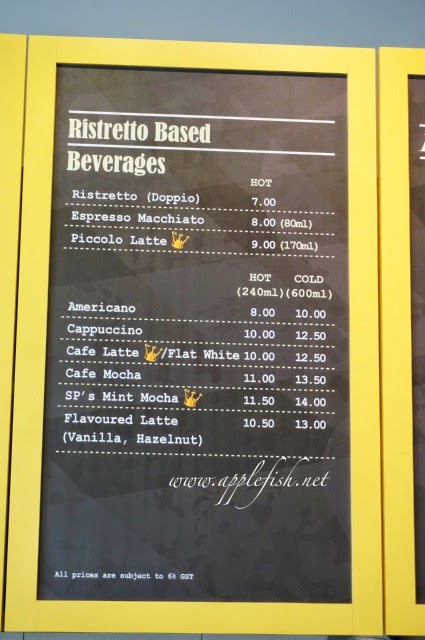 Ristretto Based
Beverages
HOT
Ristretto (Doppio) 7.00
Espresso Macchiato 8.00 (80ml)
Piccolo Latte 9.00 (170ml)
HOT COLD
(240ml) (600ml)
Americano 8.00 10.00
Cappuccino 10.00 12.50
Cafe Latte /Flat White 10.00 12.50
Cafe Mocha 11.00 13.50
SP's Mint Mocha 11.50 14.00
Flavoured Latte 10.50 13.00
(Vanilla, Hazelnut)
www.applefish.net
All prices are subject to 6% GST